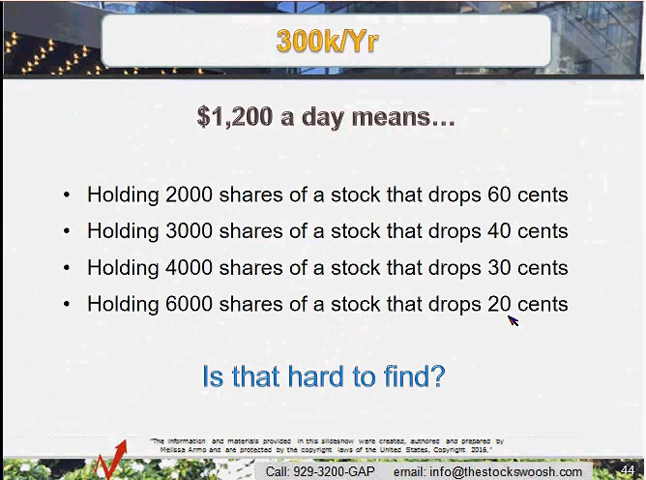 300k/Yr
$1,200 a day means…
• Holding 2000 shares of a stock that drops 60 cents
• Holding 3000 shares of a stock that drops 40 cents
• Holding 4000 shares of a stock that drops 30 cents
• Holding 6000 shares of a stock that drops 20 cents
Is that hard to find?
"The information and materials provided in this slideshow were creates, authored and prepared by
Melissa Armo and are protected by the copyright laws of the United States, Copyright 2016."
Call: 929-3200-GAP email: info@thestockswoosh.com
44